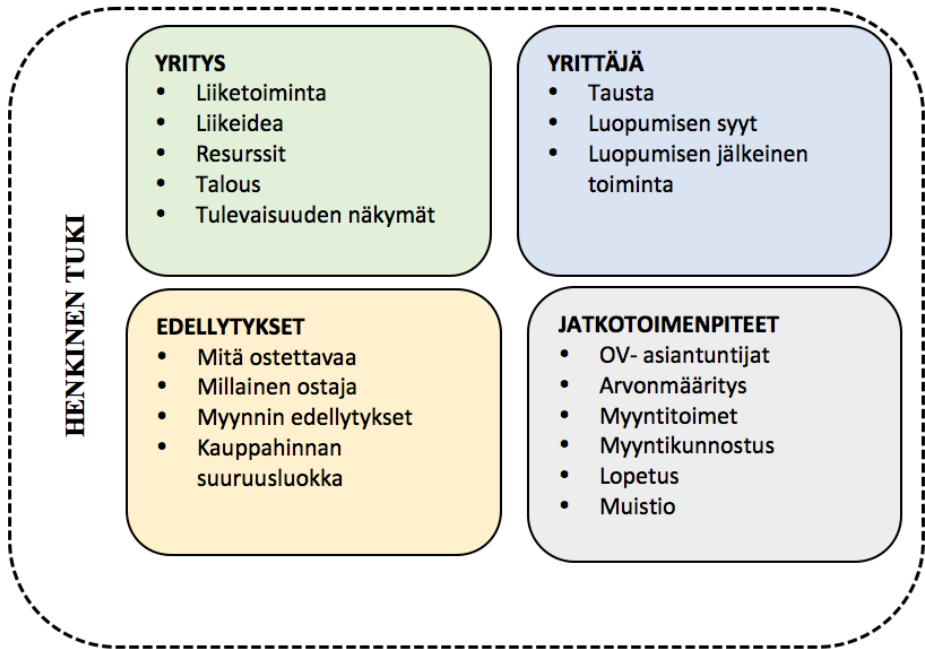 HENKINEN TUKI
YRITYS
• Liiketoiminta
• Liikeidea
• Resurssit
• Talous
• Tulevaisuuden näkymät
YRITTÄJÄ
• Tausta
• Luopumisen syyt
• Luopumisen jälkeinen
toiminta
EDELLYTYKSET
• Mitä ostettavaa
• Millainen ostaja
• Myynnin edellytykset
• Kauppahinnan
suuruusluokka
JATKOTOIMENPITEET
• OV- asiantuntijat
• Arvonmääritys
• Myyntitoimet
• Myyntikunnostus
• Lopetus
• Muistio